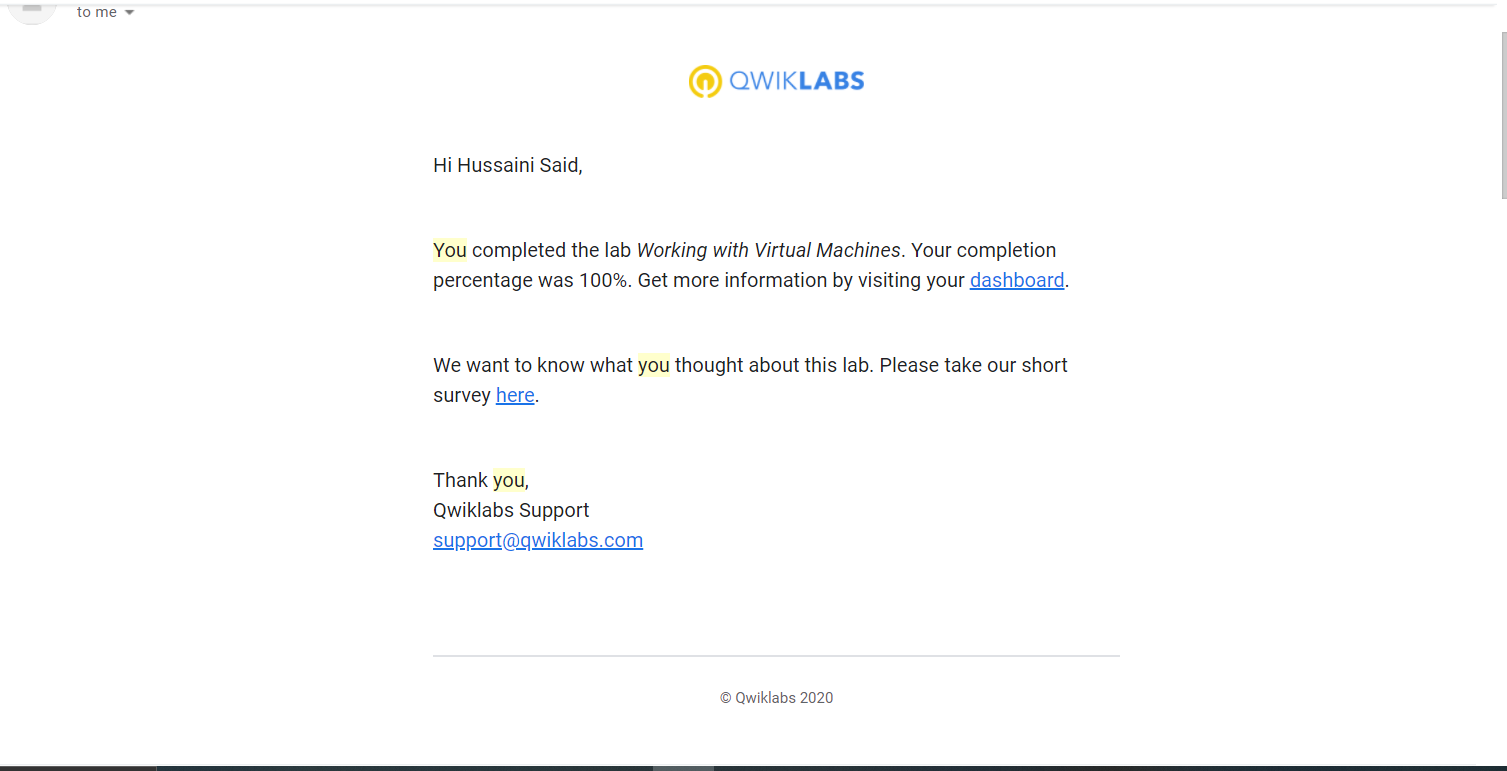 to me
QWIKLABS
Hi Hussaini Said,
You completed the lab Working with Virtual Machines. Your completion
percentage was 100%. Get more information by visiting your dashboard.
We want to know what you thought about this lab. Please take our short
survey here.
Thank you,
Qwiklabs Support
support@qwiklabs.com
© Qwiklabs 2020